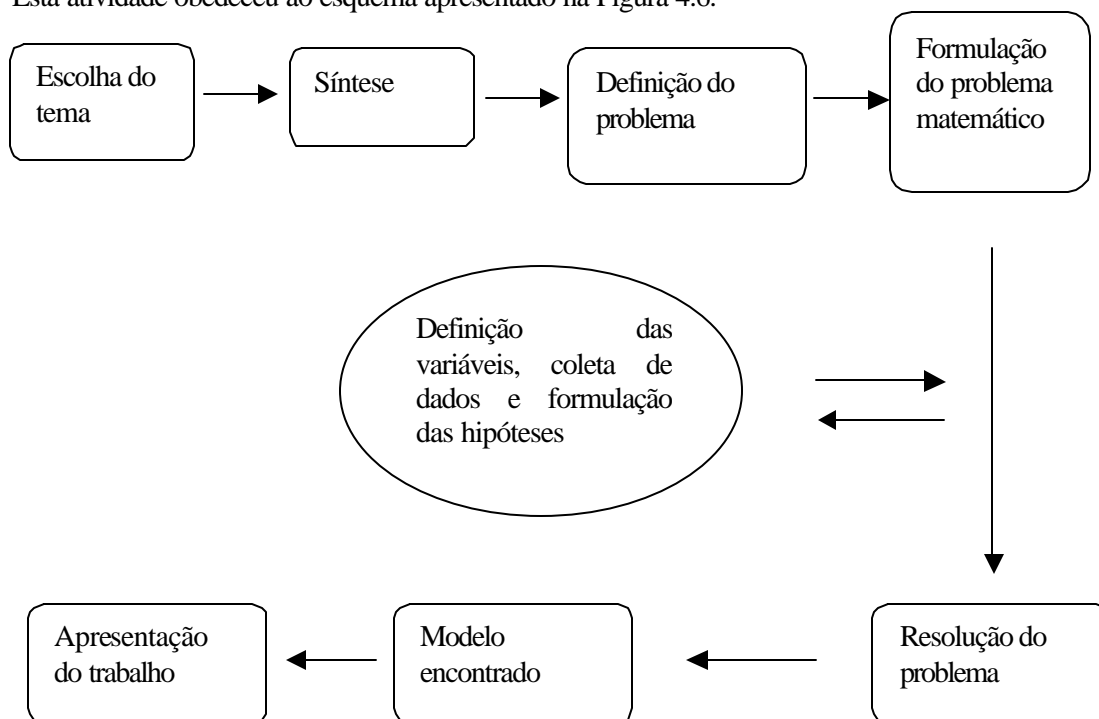 Esta atividade obedeceu ao esquema apresentado na Figura 4.6.
Escolha do
tema
Síntese
Definição do
problema
Formulação
do problema
matemático
Definição das
variáveis, coleta de
dados e formulação
das hipóteses
Apresentação
do trabalho
Modelo
encontrado
Resolução do
problema